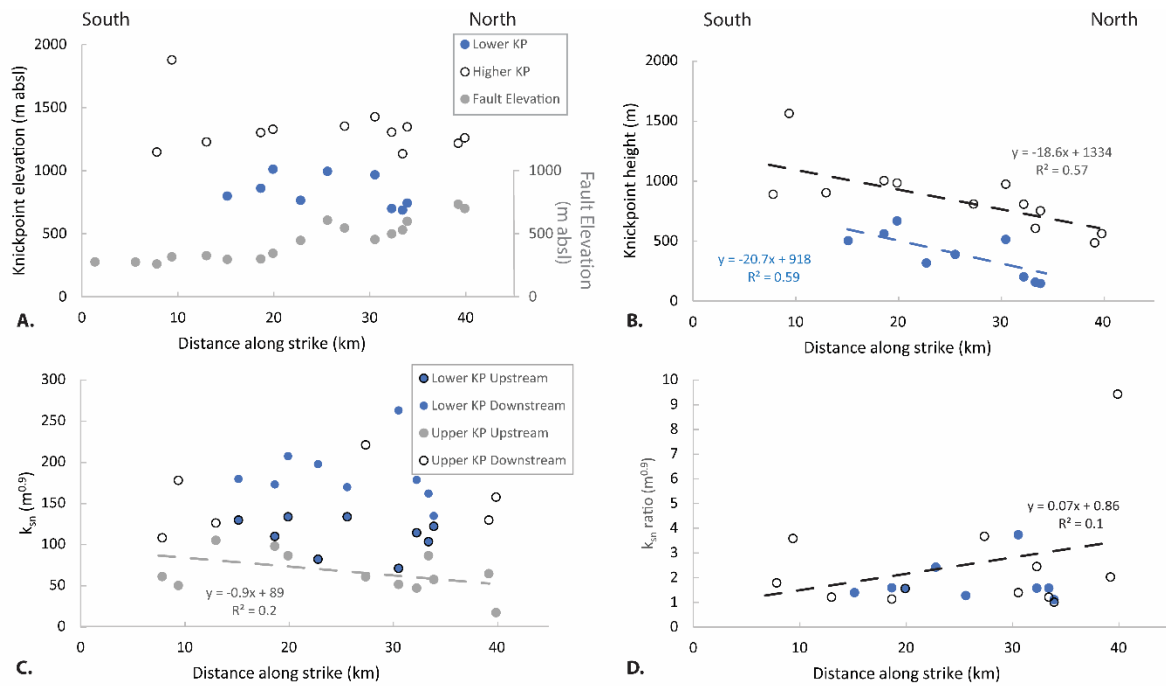 South
North
Lower KP
Higher KP
Fault Elevation
Knickpoint elevation (m absl)
2000
1500
1000
500
0
Fault Elevation
(m absl)
1000
500
0
0
10
20
30
40
50
A.
Distance along strike (km)
South
North
Knickpoint height (m)
2000
1500
1000
500
0
y = -18.6x + 1334
R² = 0.57
y = -20.7x + 918
R² = 0.59
0
10
20
30
40
B.
Distance along strike (km)
Lower KP Upstream
Lower KP Downstream
Upper KP Upstream
Upper KP Downstream
ksn (m0.9)
300
250
200
150
100
50
0
y = -0.9x + 89
R² = 0.2
0
10
20
30
40
C.
Distance along strike (km)
ksn ratio (m0.9)
10
9
8
7
6
5
4
3
2
1
0
y = 0.07x + 0.86
R² = 0.1
0
10
20
30
40
D.
Distance along strike (km)